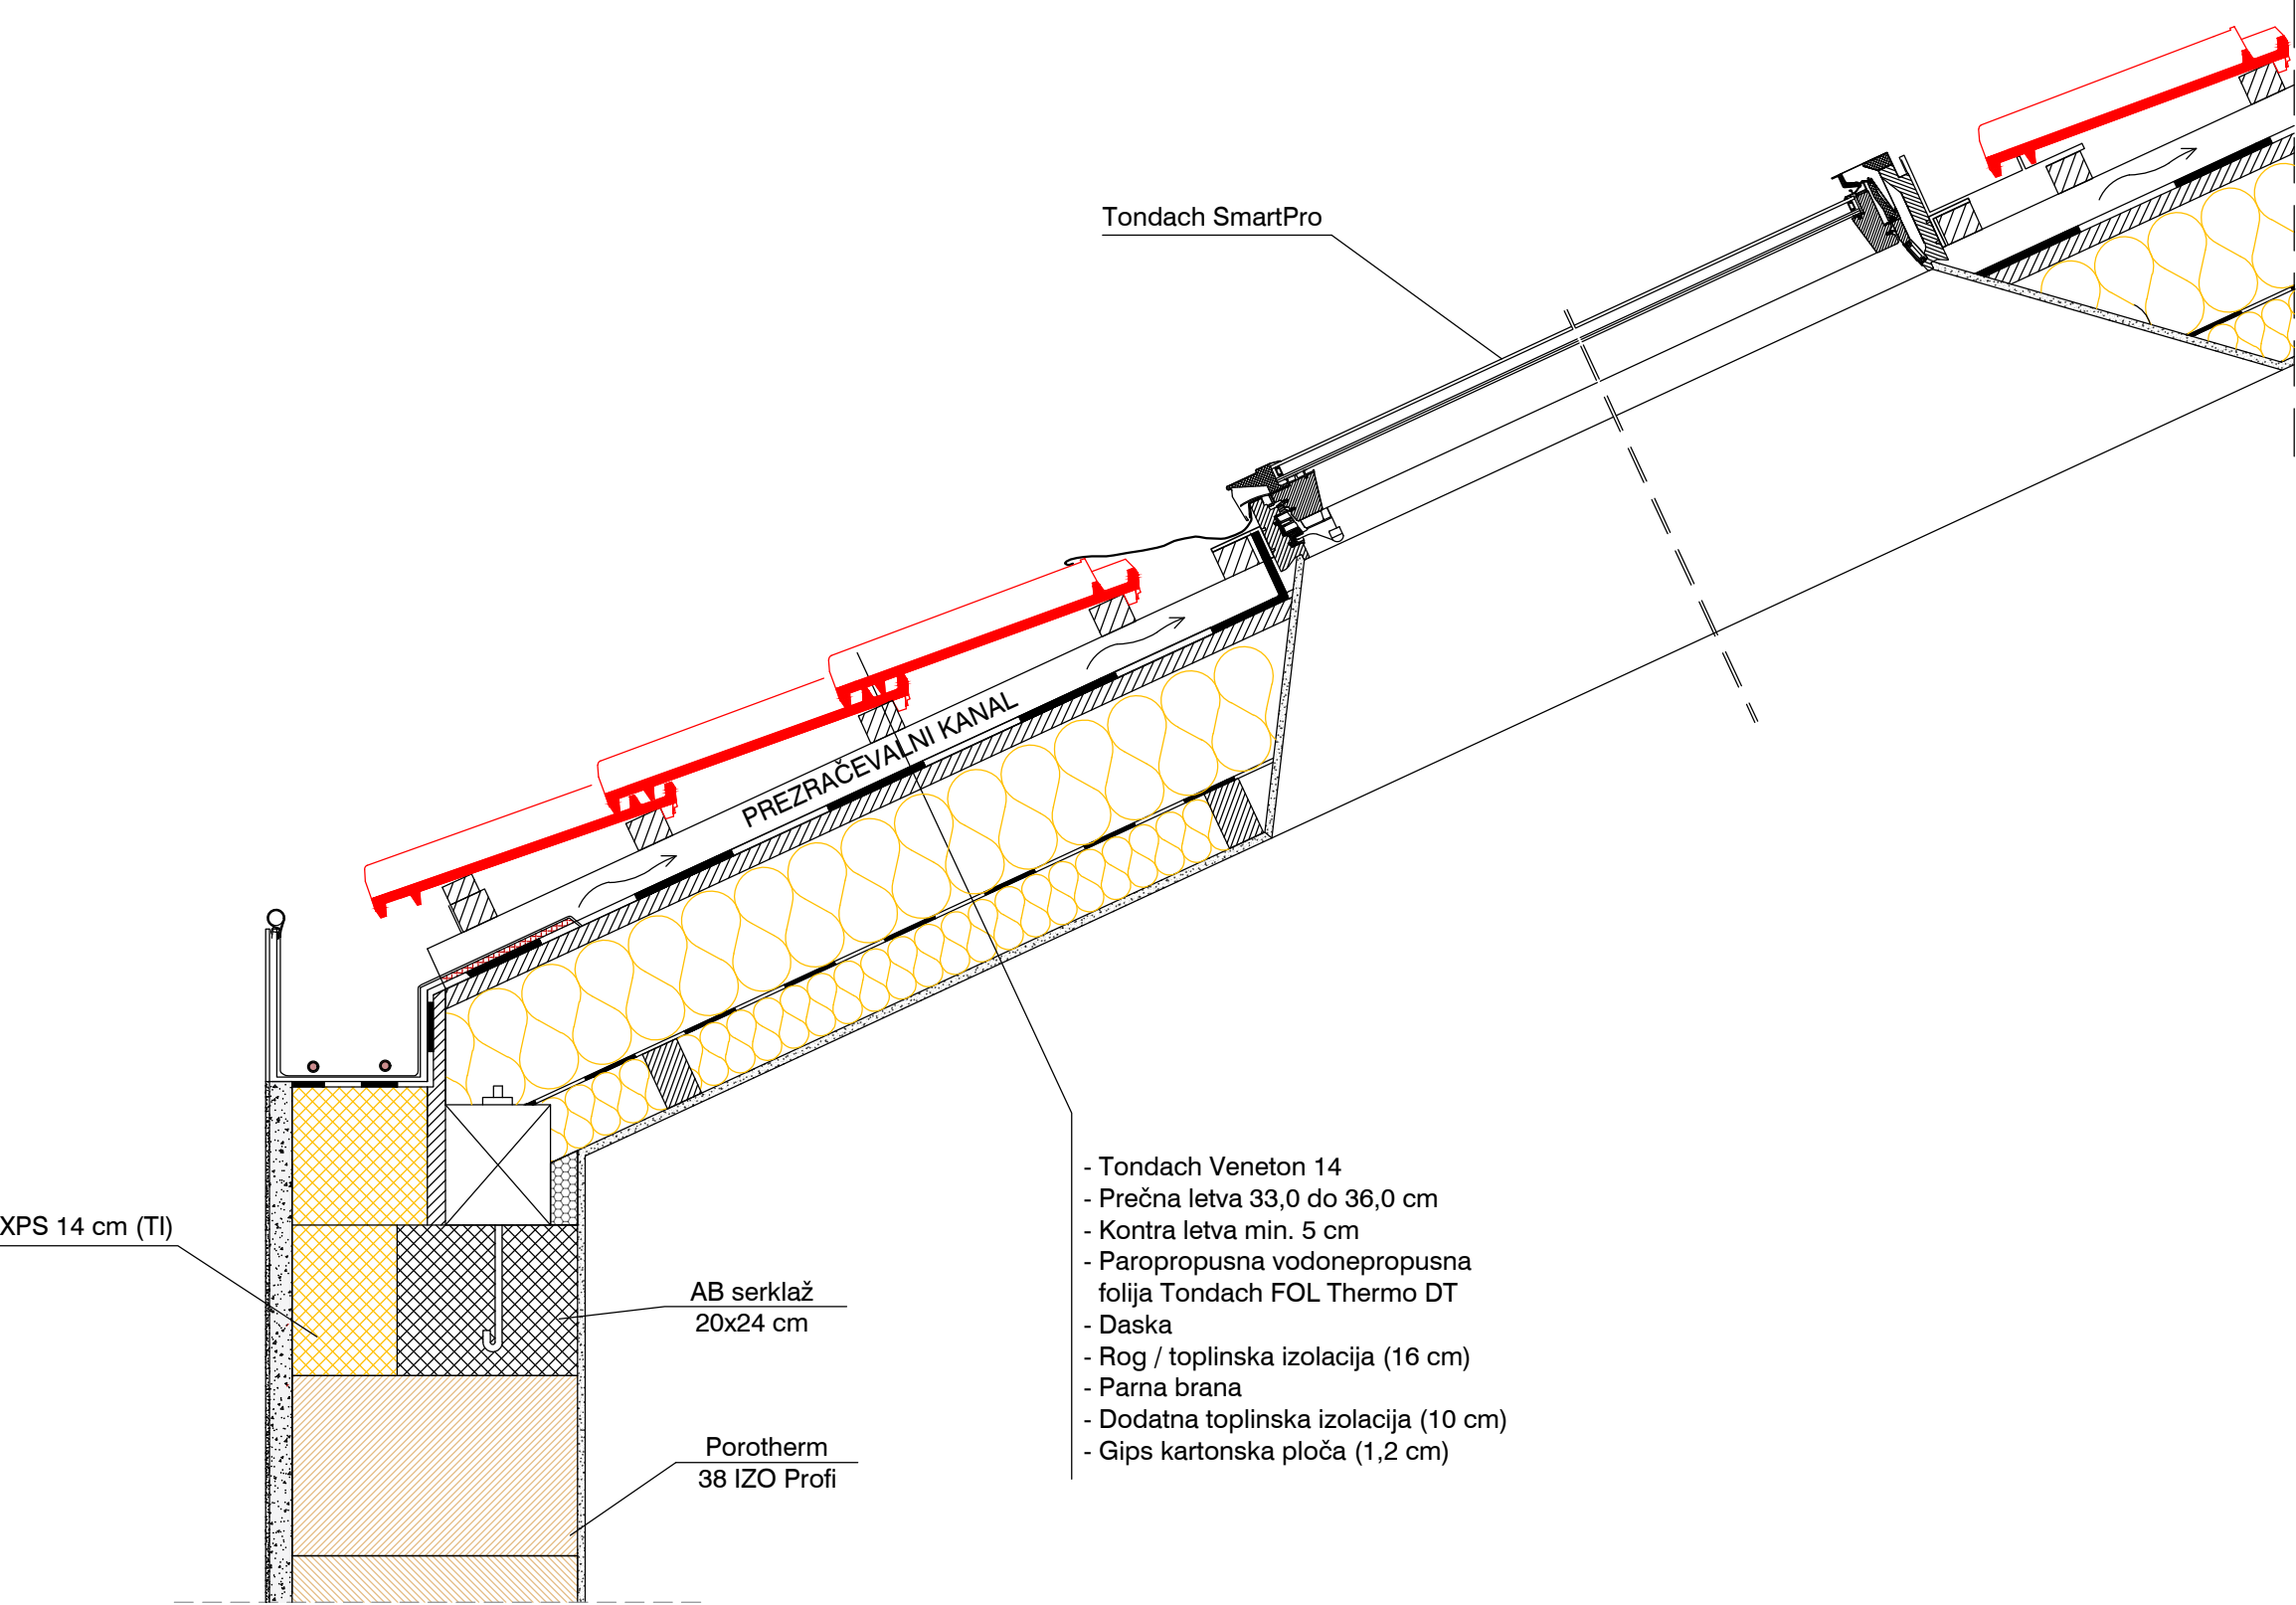 Tondach SmartPro
PREZRAČEVALNI KANAL
- Tondach Veneton 14
- Prečna letva 33,0 do 36,0 cm
- Kontra letva min. 5 cm
- Paropropusna vodonepropusna
folija Tondach FOL Thermo DT
- Daska
- Rog / toplinska izolacija (16 cm)
- Parna brana
- Dodatna toplinska izolacija (10 cm)
- Gips kartonska ploča (1,2 cm)
XPS 14 cm (TI)
AB serklaž
20x24 cm
Porotherm
38 IZO Profi